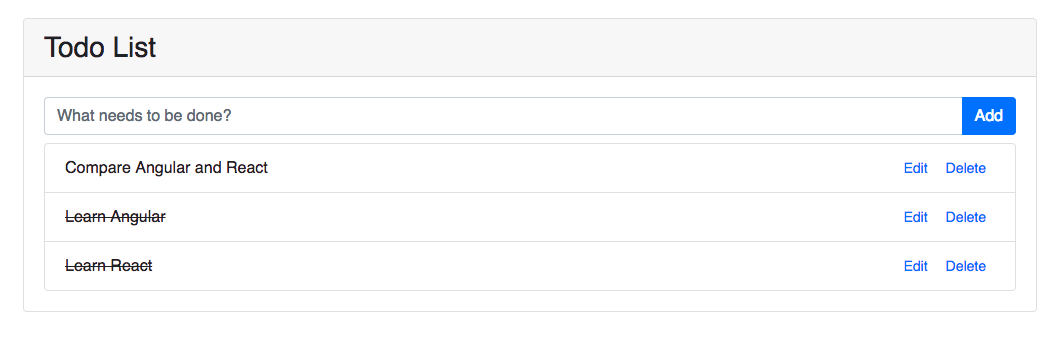 Todo List
What needs to be done? Add
Compare Angular and React Edit Delete
Learn Angular Edit Delete
Learn React Edit Delete